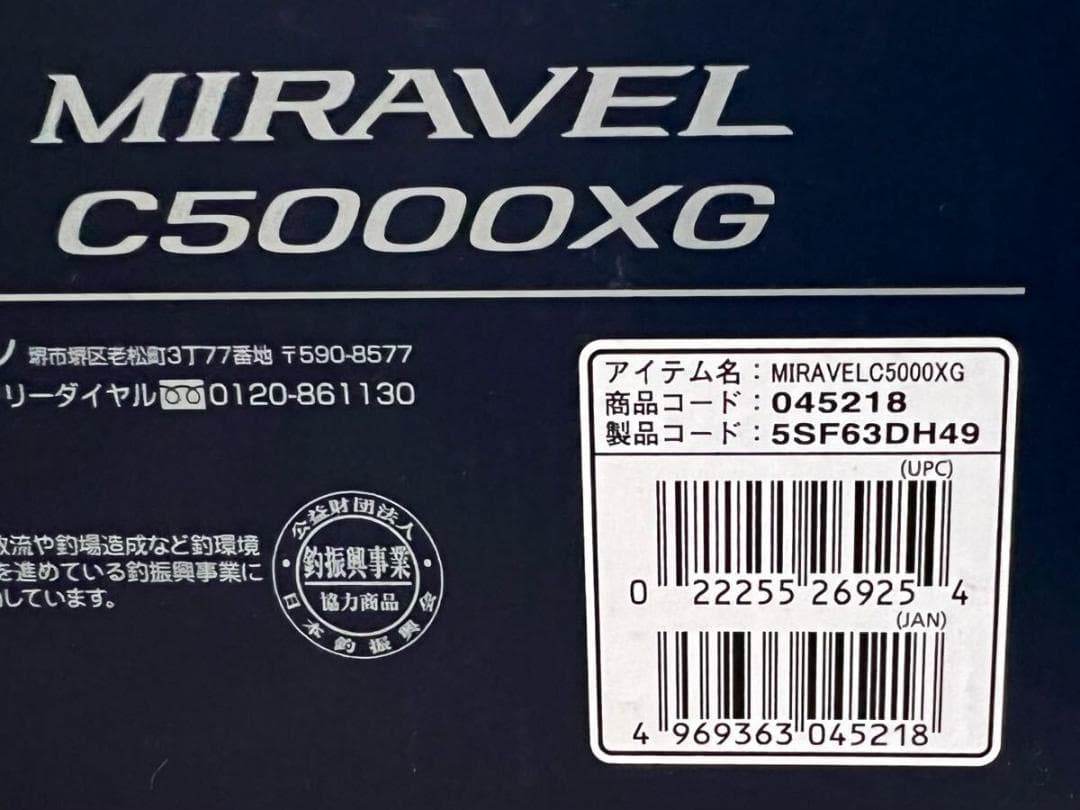 MIRAVEL
C5000XG
ノ 堺市堺区老松町3丁77番地 〒590-8577
リーダイヤル 0120-861130
放流や釣場造成など釣環境
を進めている釣振興事業に
しています。
公益財団法人
釣振興事業
協力商品
日本釣振興会
アイテム名：MIRAVELC5000XG
商品コード：045218
製品コード：5SF63DH49
(UPC)
0 22255 26925 4
(JAN)
4 969363 045218